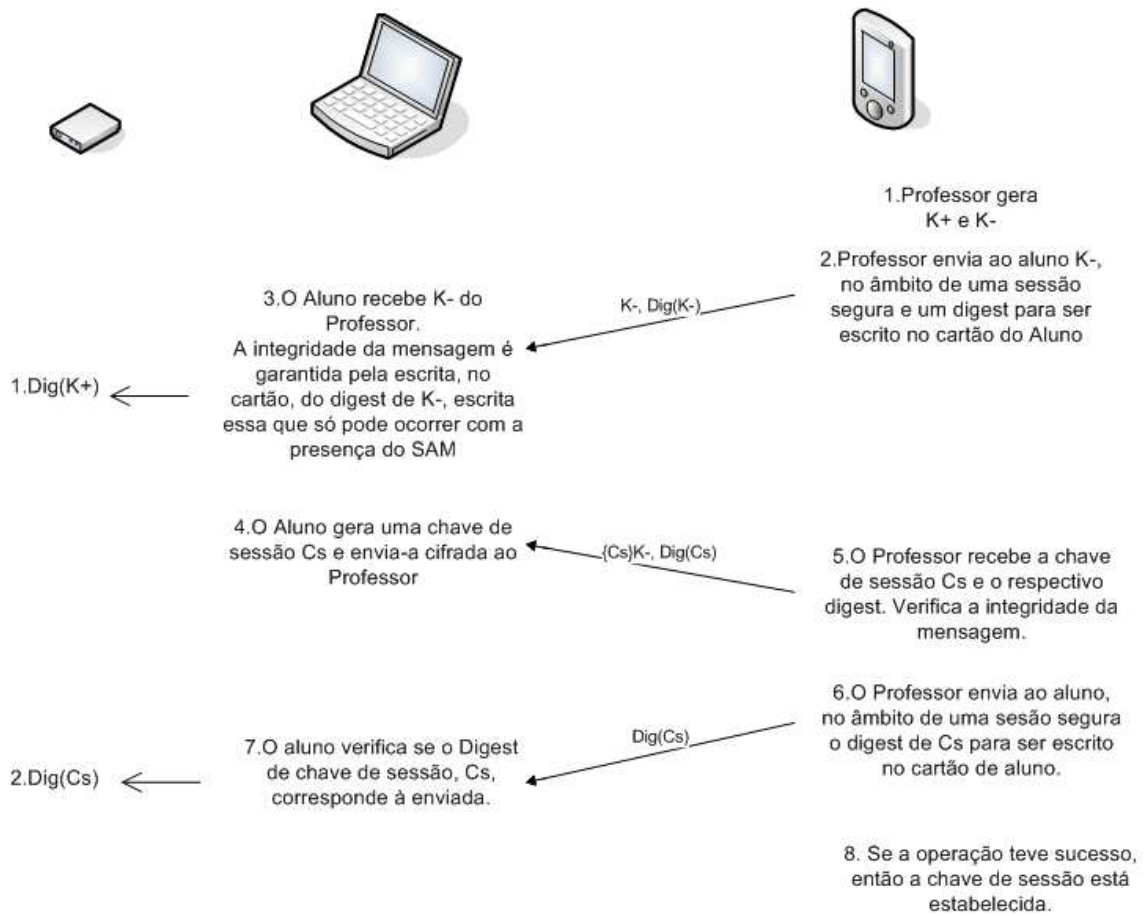 1.Professor gera
K+ e K-
2.Professor envia ao aluno K-,
no âmbito de uma sessão
segura e um digest para ser
escrito no cartão do Aluno
K-, Dig(K-)
3.O Aluno recebe K- do
Professor.
A integridade da mensagem é
garantida pela escrita, no
cartão, do digest de K-, escrita
essa que só pode ocorrer com a
presença do SAM
1.Dig(K+)
4.O Aluno gera uma chave de
sessão Cs e envia-a cifrada ao
Professor
{Cs}K-, Dig(Cs)
5.O Professor recebe a chave
de sessão Cs e o respectivo
digest. Verifica a integridade da
mensagem.
6.O Professor envia ao aluno,
no âmbito de uma sesão segura
o digest de Cs para ser escrito
no cartão de aluno.
Dig(Cs)
7.O aluno verifica se o Digest
de chave de sessão, Cs,
corresponde à enviada.
2.Dig(Cs)
8. Se a operação teve sucesso,
então a chave de sessão está
estabelecida.